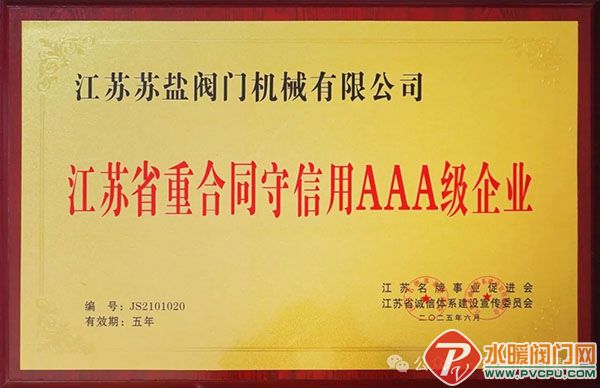 江苏苏盐阀门机械有限公司
江苏省重合同守信用AAA级企业
江苏名牌事业促进会
江苏省诚信体系建设宣传委员会
二〇二五年六月
编 号: JS2101020
有效期: 五年
公
水暖阀门网
WWW.PVCPU.COM